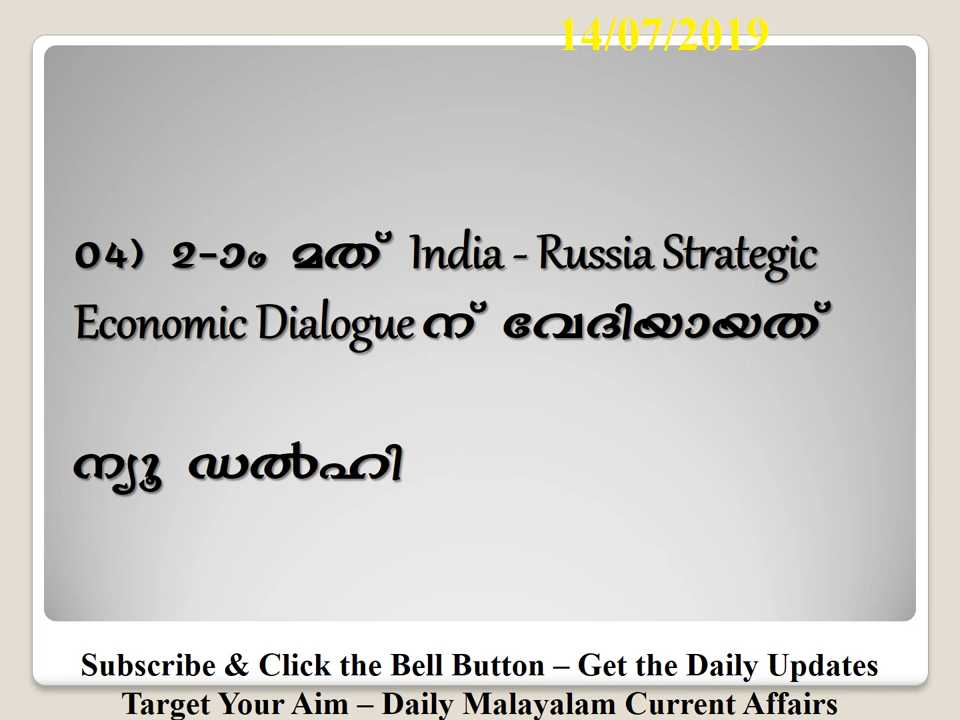 14/07/2019
04) 2-ാം മത് India - Russia Strategic
Economic Dialogue ന് വേദിയായത്
ന്യൂ ഡൽഹി
Subscribe & Click the Bell Button – Get the Daily Updates
Target Your Aim – Daily Malayalam Current Affairs